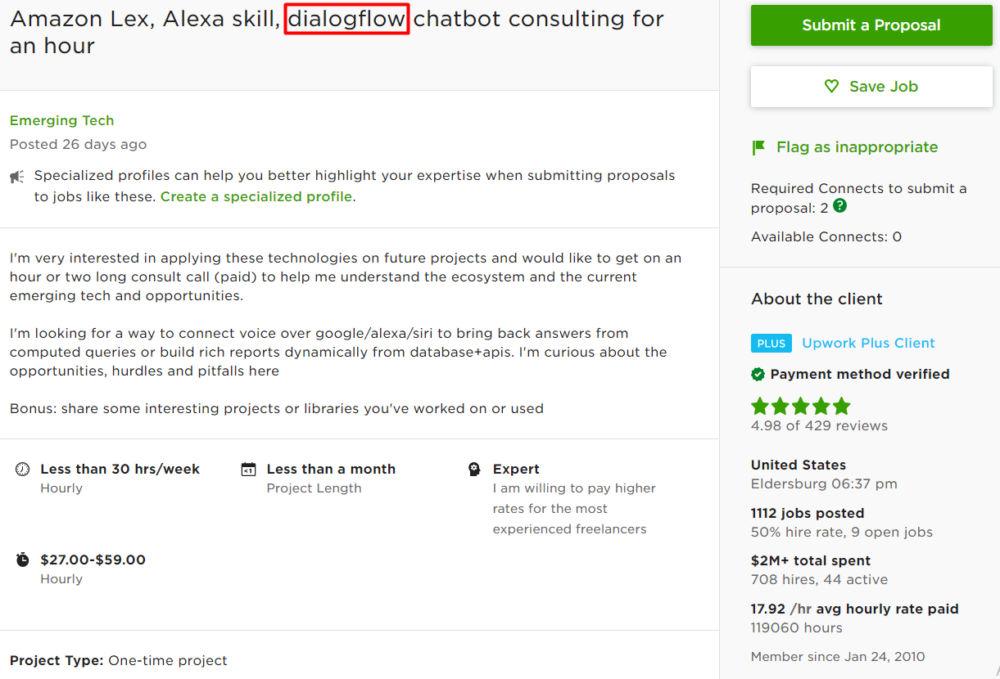 Amazon Lex, Alexa skill, dialogflow chatbot consulting for
an hour
Emerging Tech
Posted 26 days ago
Specialized profiles can help you better highlight your expertise when submitting proposals
to jobs like these. Create a specialized profile.
I'm very interested in applying these technologies on future projects and would like to get on an
hour or two long consult call (paid) to help me understand the ecosystem and the current
emerging tech and opportunities.
I'm looking for a way to connect voice over google/alexa/siri to bring back answers from
computed queries or build rich reports dynamically from database+apis. I'm curious about the
opportunities, hurdles and pitfalls here
Bonus: share some interesting projects or libraries you've worked on or used
Less than 30 hrs/week
Hourly
<1
Less than a month
Project Length
Expert
I am willing to pay higher
rates for the most
experienced freelancers
$27.00-$59.00
Hourly
Project Type: One-time project
Submit a Proposal
Save Job
Flag as inappropriate
Required Connects to submit a
proposal: 2 ?
Available Connects: 0
About the client
PLUS Upwork Plus Client
Payment method verified
4.98 of 429 reviews
United States
Eldersburg 06:37 pm
1112 jobs posted
50% hire rate, 9 open jobs
$2M+ total spent
708 hires, 44 active
17.92 /hr avg hourly rate paid
119060 hours
Member since Jan 24, 2010